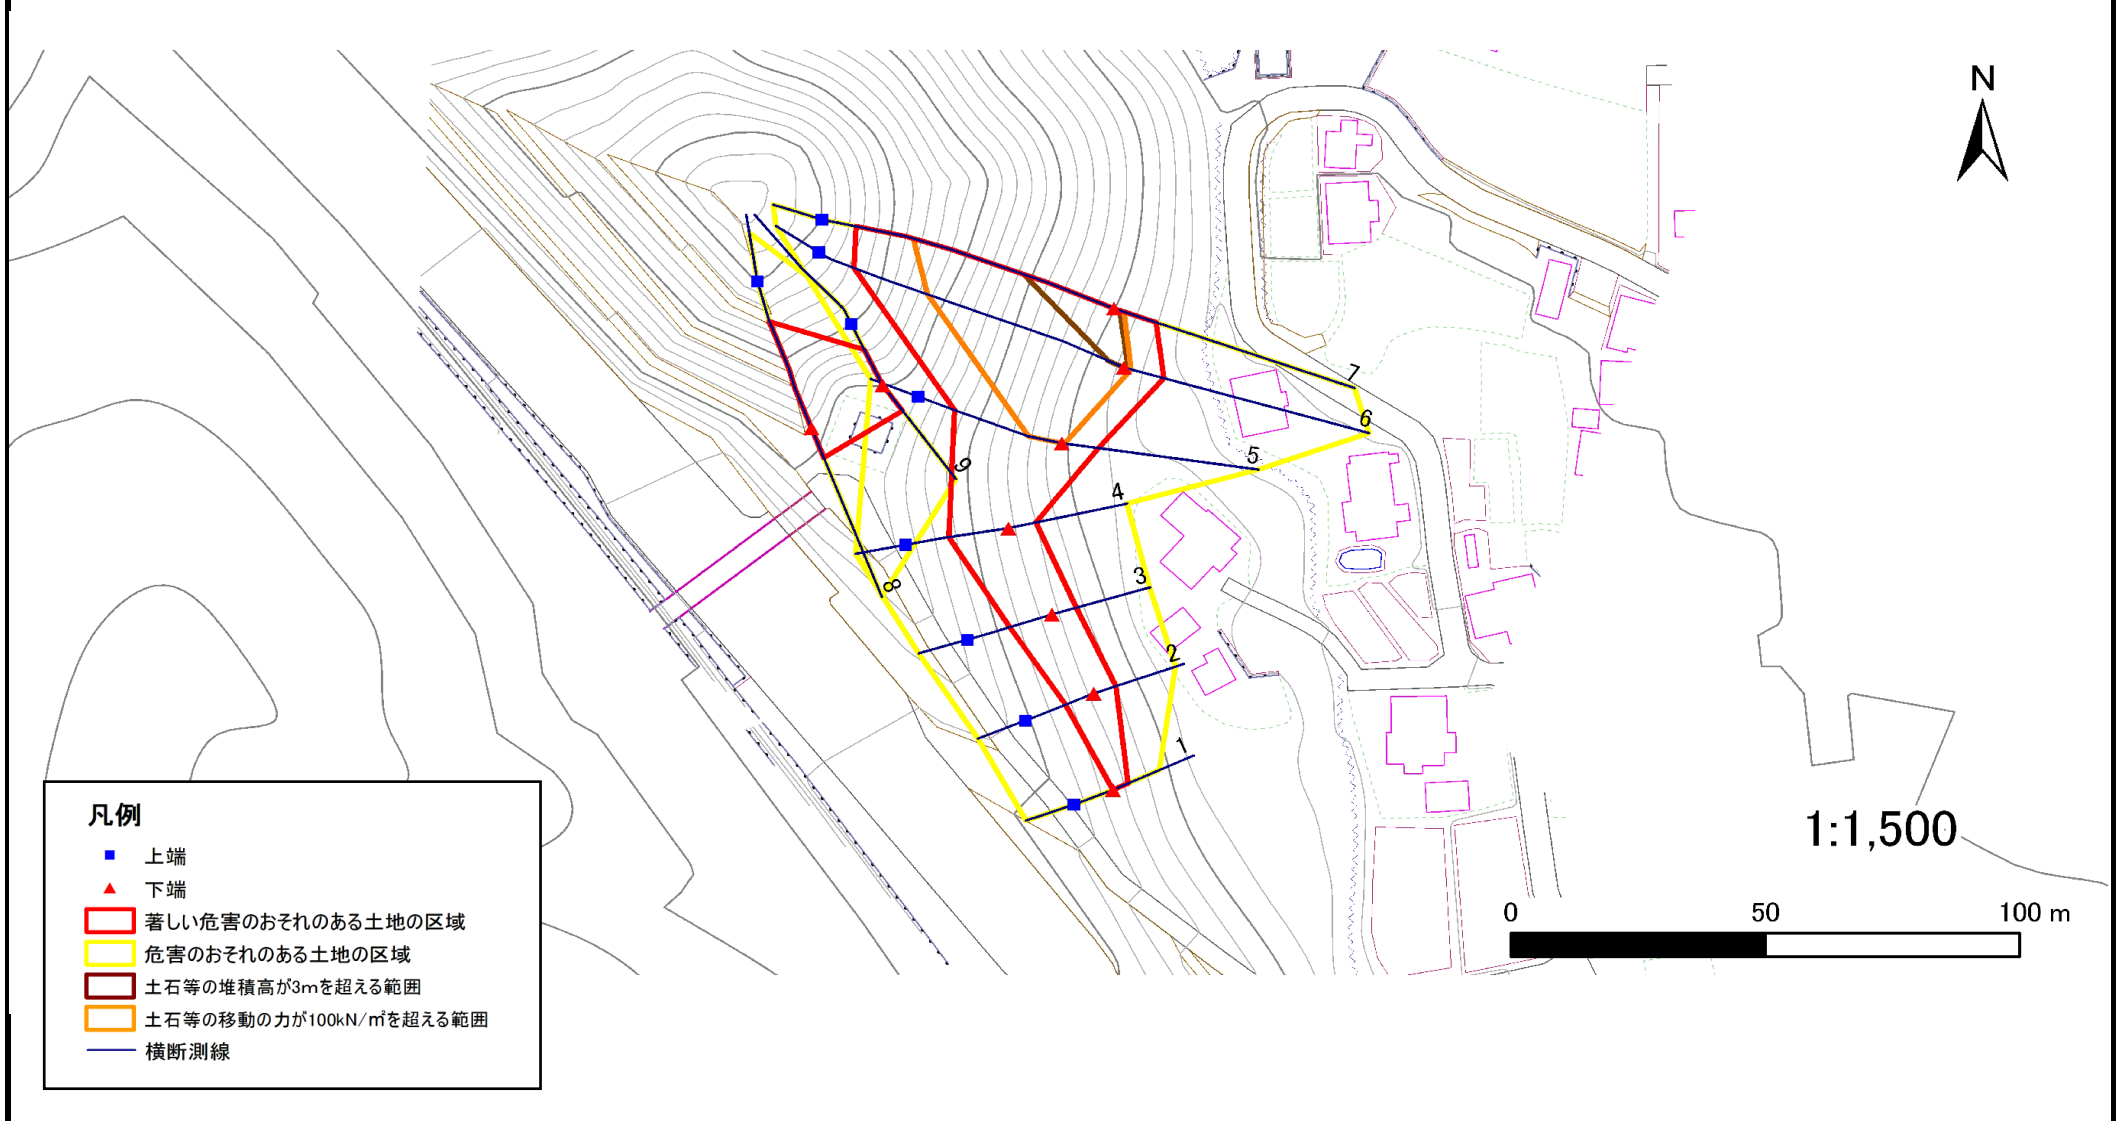 N
7
6
5
4
9
3
8
2
1
1:1,500
0 50 100 m
凡例
上端
下端
著しい危害のおそれのある土地の区域
危害のおそれのある土地の区域
土石等の堆積高が3mを超える範囲
土石等の移動の力が100kN/㎡を超える範囲
横断測線